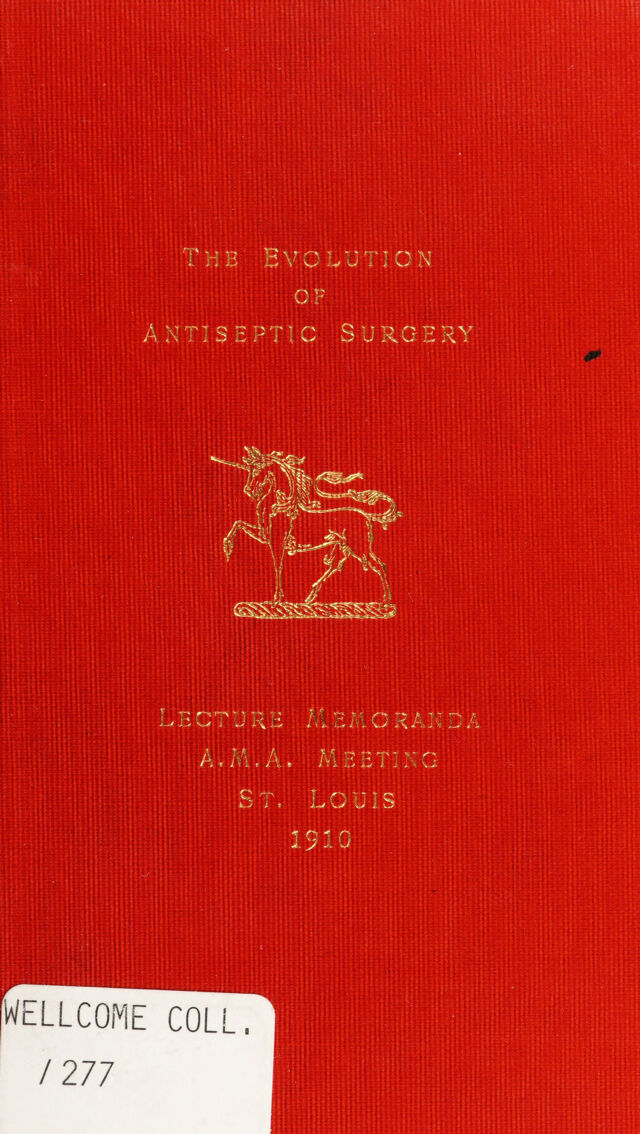 THE EVOLUTION
OF
ANTISEPTIC SURGERY
LECTURE MEMORANDA
A.M.A. MEETING
ST. LOUIS
1910
WELLCOME COLL.
/ 277